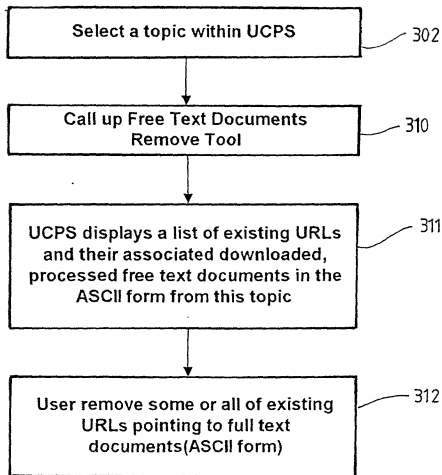 Select a topic within UCPS
302
Call up Free Text Documents
Remove Tool
310
UCPS displays a list of existing URLs
and their associated downloaded,
processed free text documents in the
ASCII form from this topic
311
User remove some or all of existing
URLs pointing to full text
documents(ASCII form)
312